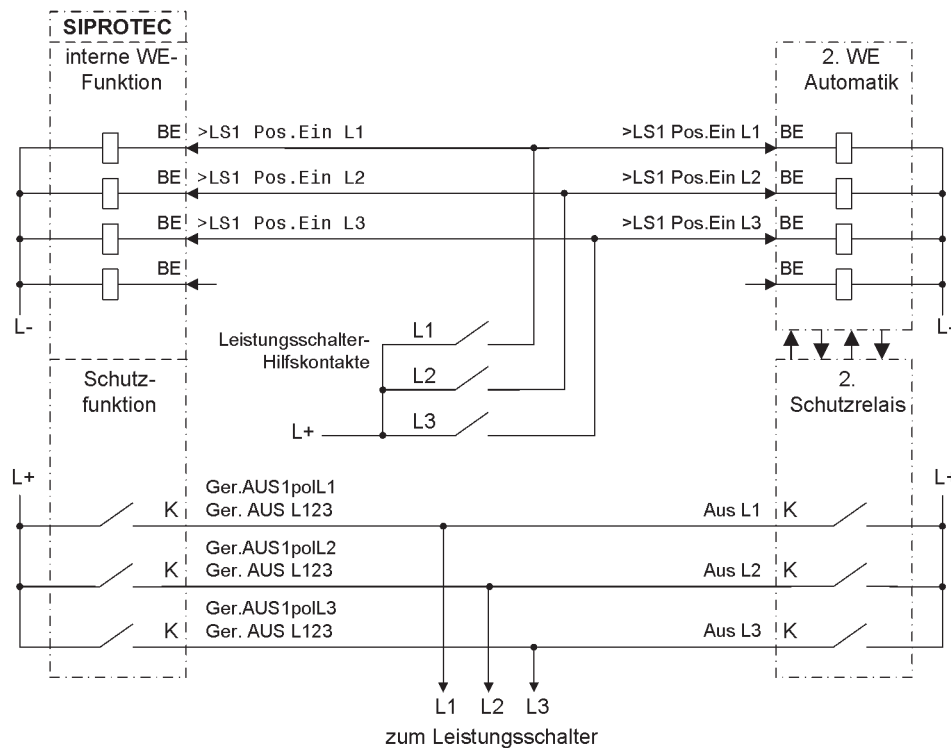 SIPROTEC
interne WE-
Funktion
2. WE
Automatik
BE >LS1 Pos.Ein L1
>LS1 Pos.Ein L1 BE
BE >LS1 Pos.Ein L2
>LS1 Pos.Ein L2 BE
BE >LS1 Pos.Ein L3
>LS1 Pos.Ein L3 BE
BE
BE
L-
L-
Leistungsschalter-
Hilfskontakte
L1
L2
L3
L+
Schutz-
funktion
2.
Schutzrelais
L+
L-
K
Ger.AUS1polL1
Ger. AUS L123
Aus L1 K
K
Ger.AUS1polL2
Ger. AUS L123
Aus L2 K
K
Ger.AUS1polL3
Ger. AUS L123
Aus L3 K
L1 L2 L3
zum Leistungsschalter